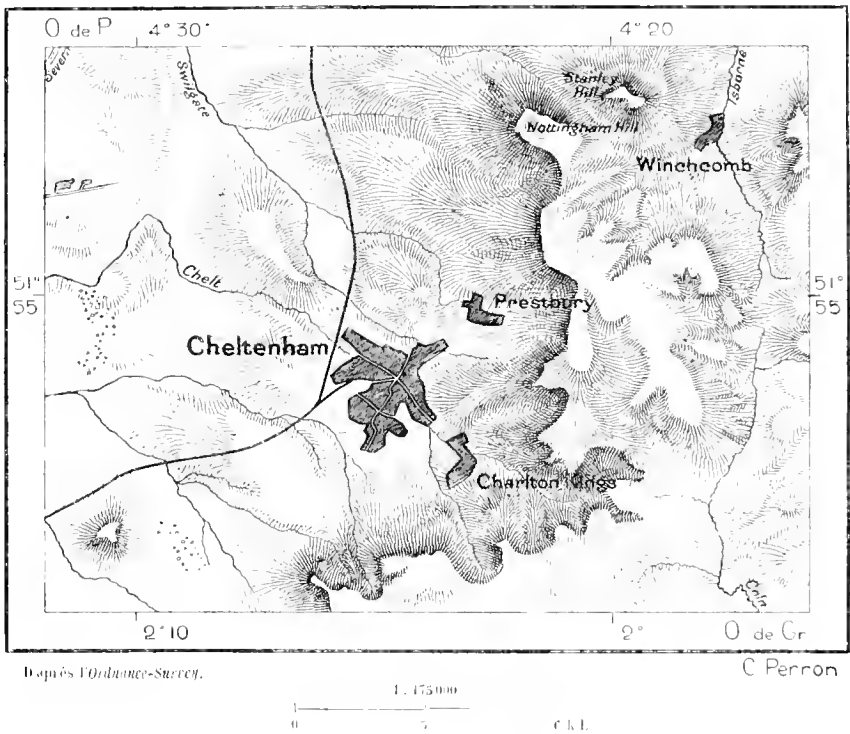 O de P 4°30' 4°20
Severn
Swilgate
Stanley
Hill
Isborne
Nottingham Hill
Winchcomb
Chelt
51°
55
51°
55
Prestbury
Cheltenham
Charlton Kings
Coln
2°10 2° O de Gr
D'après l'Ordnance-Survey.
C Perron
1: 175 000
0 5